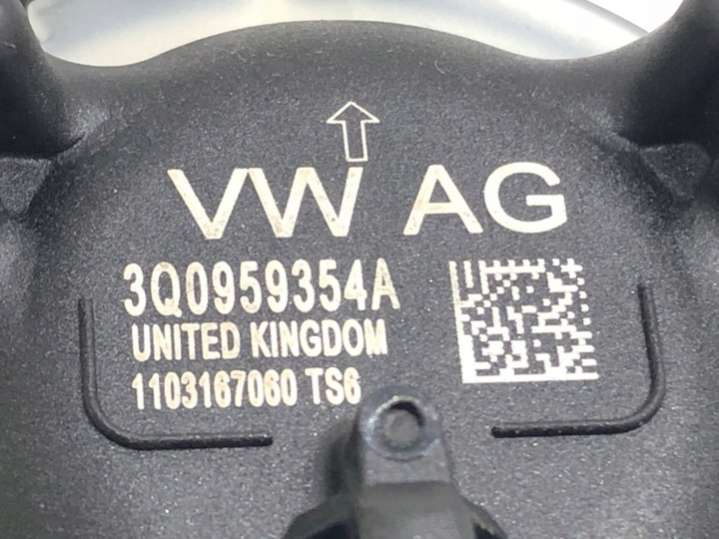 VW AG
3Q0959354A
UNITED KINGDOM
1103167060 TS6